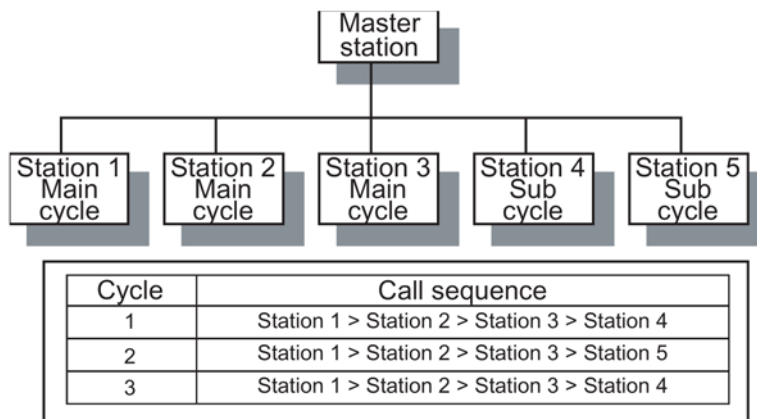 Master
station
Station 1
Main
cycle
Station 2
Main
cycle
Station 3
Main
cycle
Station 4
Sub
cycle
Station 5
Sub
cycle
Cycle
Call sequence
1
Station 1 > Station 2 > Station 3 > Station 4
2
Station 1 > Station 2 > Station 3 > Station 5
3
Station 1 > Station 2 > Station 3 > Station 4